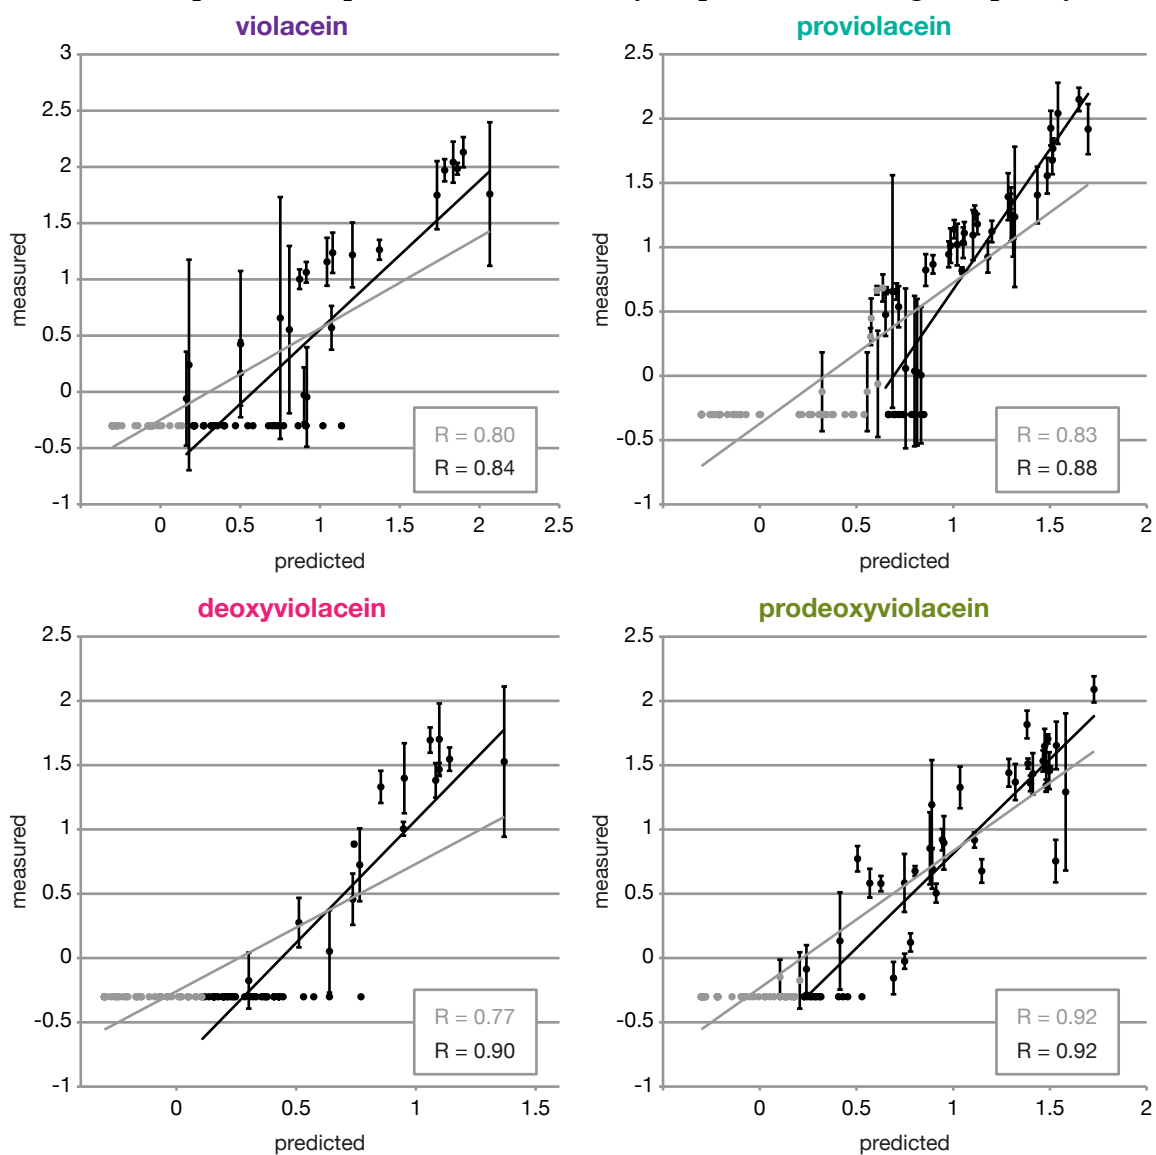 violacein
3
2.5
2
1.5
1
0.5
0
-0.5
-1
measured
0
0.5
1
1.5
2
2.5
predicted
R = 0.80
R = 0.84
proviolacein
2.5
2
1.5
1
0.5
0
-0.5
-1
measured
0
0.5
1
1.5
2
predicted
R = 0.83
R = 0.88
deoxyviolacein
2.5
2
1.5
1
0.5
0
-0.5
-1
measured
0
0.5
1
1.5
predicted
R = 0.77
R = 0.90
prodeoxyviolacein
2.5
2
1.5
1
0.5
0
-0.5
-1
measured
0
0.5
1
1.5
2
predicted
R = 0.92
R = 0.92